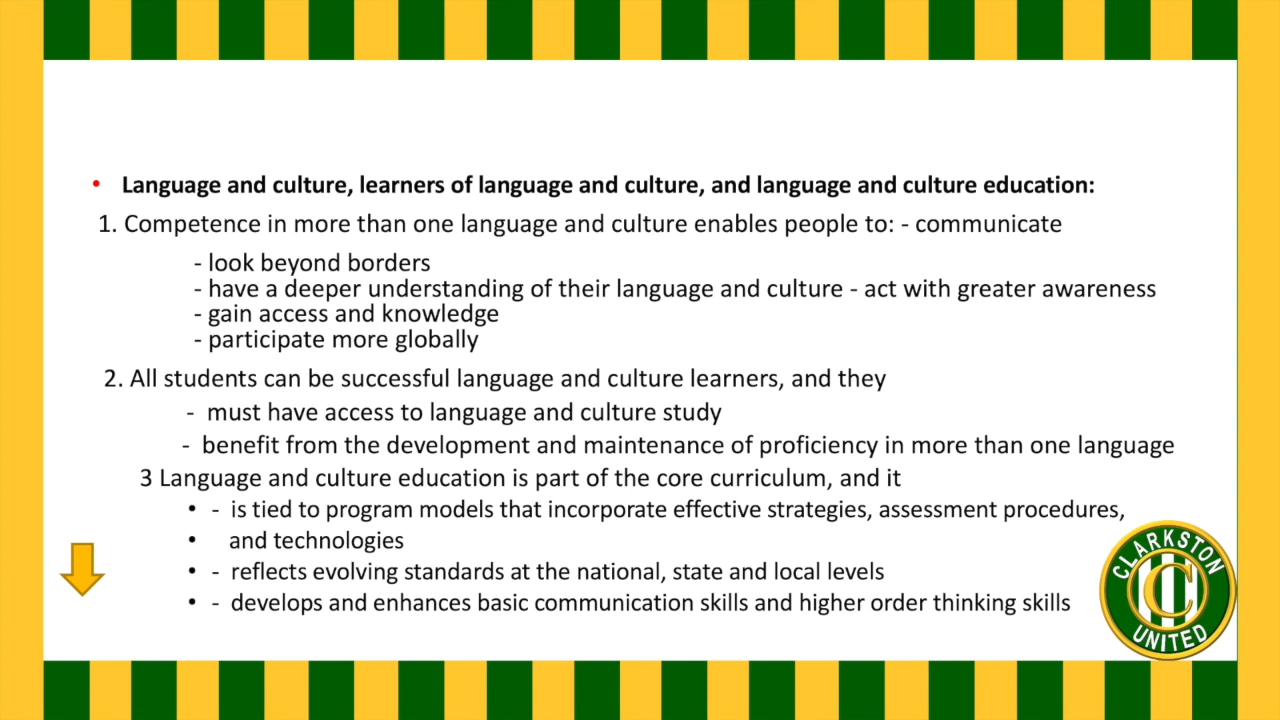 • Language and culture, learners of language and culture, and language and culture education:
1. Competence in more than one language and culture enables people to: - communicate
- look beyond borders
- have a deeper understanding of their language and culture - act with greater awareness
- gain access and knowledge
- participate more globally
2. All students can be successful language and culture learners, and they
- must have access to language and culture study
- benefit from the development and maintenance of proficiency in more than one language
3 Language and culture education is part of the core curriculum, and it
• - is tied to program models that incorporate effective strategies, assessment procedures,
• and technologies
• - reflects evolving standards at the national, state and local levels
• - develops and enhances basic communication skills and higher order thinking skills
CLARKSTON
C
UNITED